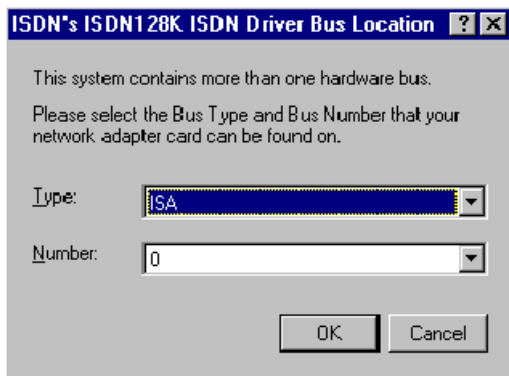 ISDN"s ISDN128K ISDN Driver Bus Location
This system contains more than one hardware bus.
Please select the Bus Type and Bus Number that your
network adapter card can be found on.
Type:
ISA
Number:
0
OK
Cancel